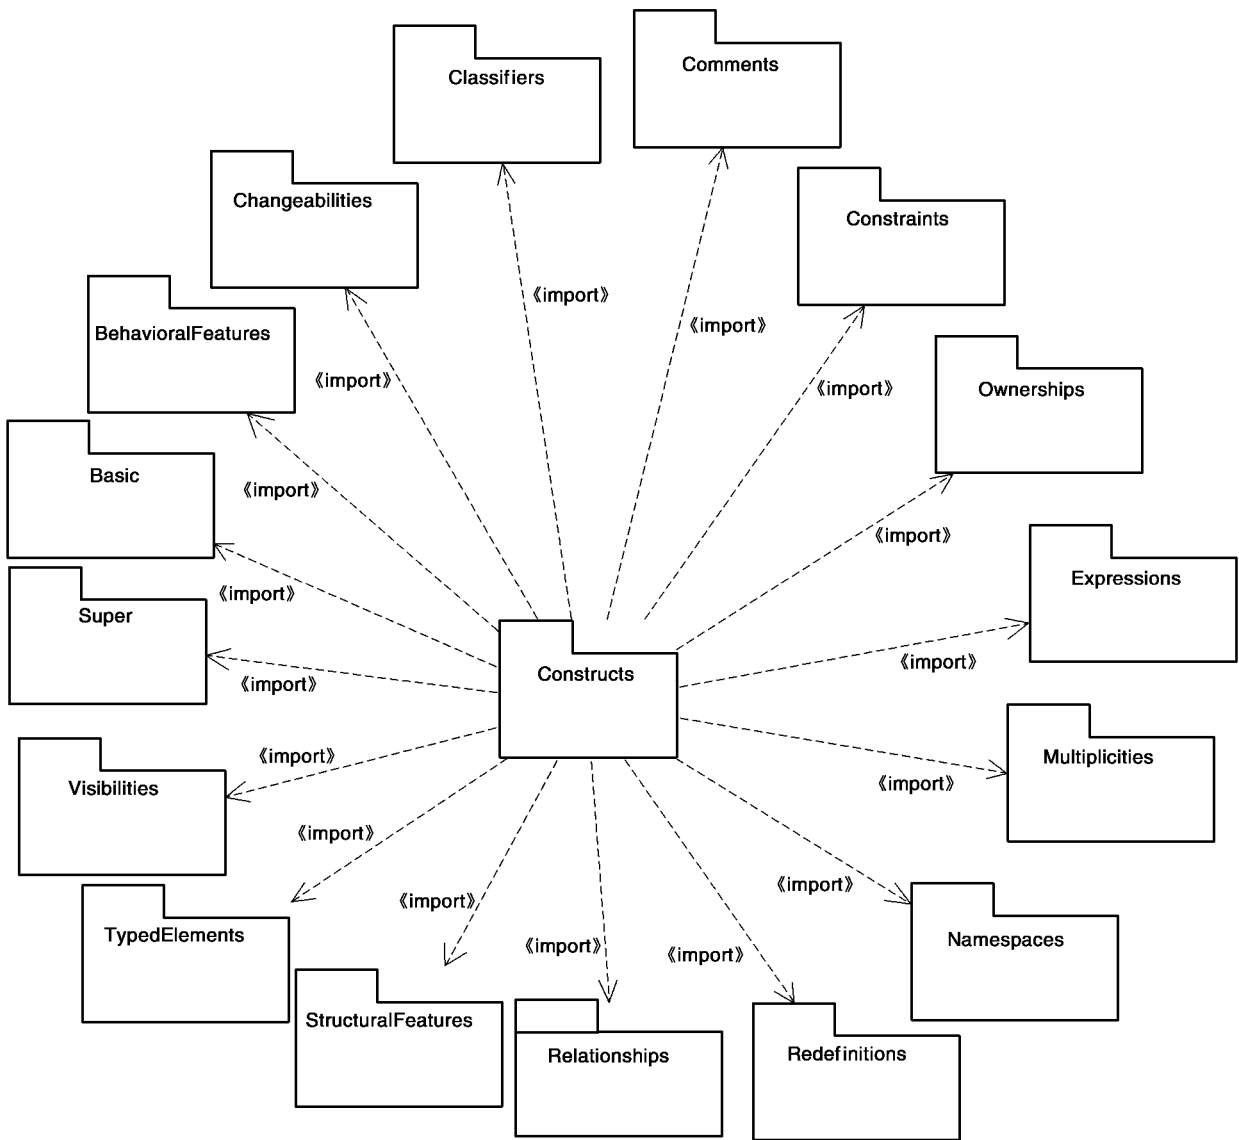 Comments
Classifiers
Changeabilities
Constraints
《import》
《import》
BehavioralFeatures
《import》
《import》
Ownerships
Basic
《import》
《import》
Expressions
《import》
Super
《import》
Constructs
《import》
Visibilities
《import》
Multiplicities
《import》
《import》
《import》
《import》
TypedElements
Namespaces
《import》
《import》
StructuralFeatures
Relationships
Redefinitions